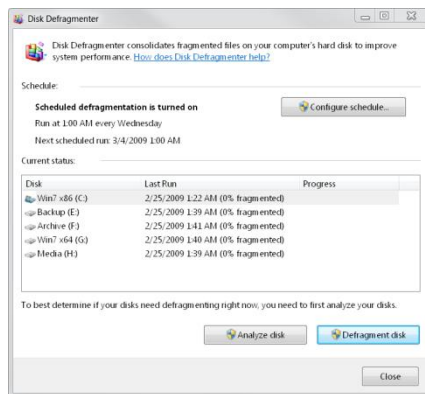 Disk Defragmenter
Disk Defragmenter consolidates fragmented files on your computer's hard disk to improve
system performance. How does Disk Defragmenter help?
Schedule:
Scheduled defragmentation is turned on
Configure schedule...
Run at 1:00 AM every Wednesday
Next scheduled run: 3/4/2009 1:00 AM
Current status:
Disk Last Run Progress
Win7 x86 (C:) 2/25/2009 1:22 AM (0% fragmented)
Backup (E:) 2/25/2009 1:39 AM (0% fragmented)
Archive (F:) 2/25/2009 1:41 AM (0% fragmented)
Win7 x64 (G:) 2/25/2009 1:40 AM (0% fragmented)
Media (H:) 2/25/2009 1:39 AM (0% fragmented)
To best determine if your disks need defragmenting right now, you need to first analyze your disks.
Analyze disk Defragment disk
Close